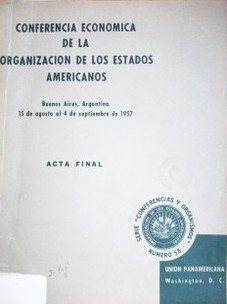 CONFERENCIA ECONOMICA
DE LA
ORGANIZACION DE LOS ESTADOS
AMERICANOS
Buenos Aires, Argentina
15 de agosto al 4 de septiembre de 1957
ACTA FINAL
SERIE "CONFERENCIAS Y ORGANISMOS"
NUMERO 58
UNION PANAMERICANA
Washington, D. C.